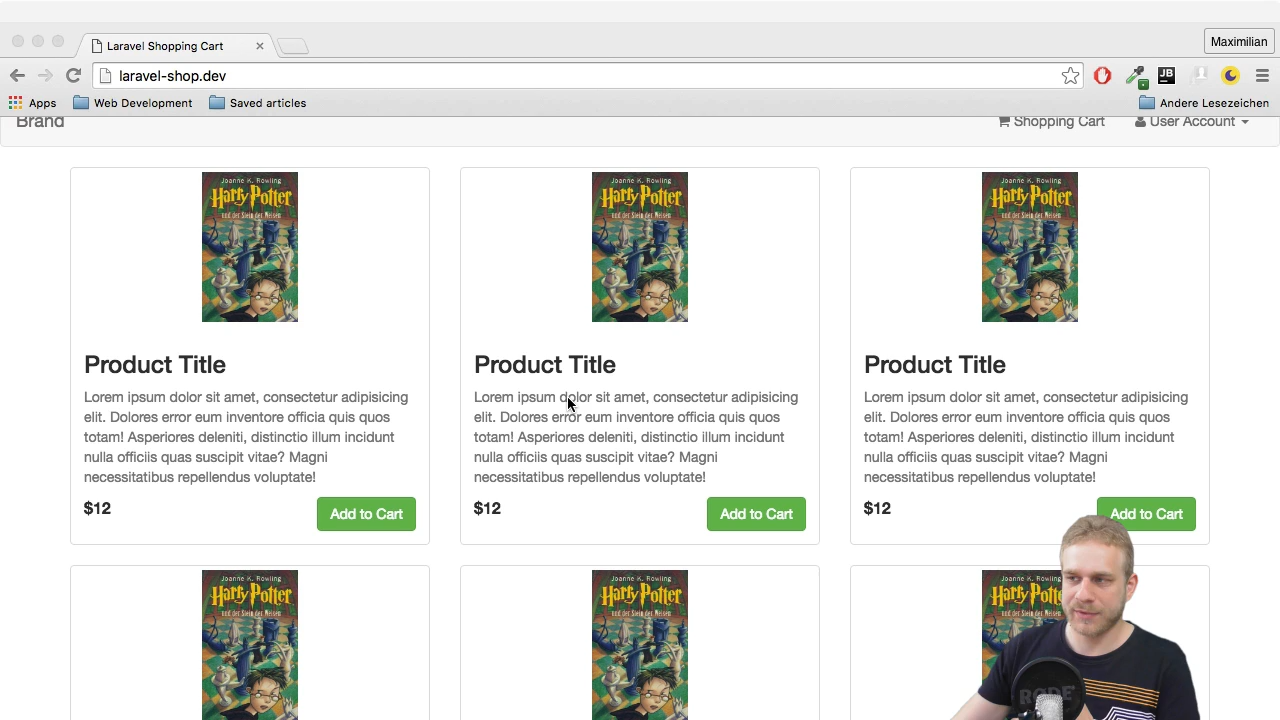 Laravel Shopping Cart
Maximilian
laravel-shop.dev
JB
Apps
Web Development
Saved articles
Andere Lesezeichen
Brand
Shopping Cart
User Account
Joanne K. Rowling
Harry Potter
und der Stein der Weisen
Joanne K. Rowling
Harry Potter
und der Stein der Weisen
Joanne K. Rowling
Harry Potter
und der Stein der Weisen
Product Title
Lorem ipsum dolor sit amet, consectetur adipisicing
elit. Dolores error eum inventore officia quis quos
totam! Asperiores deleniti, distinctio illum incidunt
nulla officiis quas suscipit vitae? Magni
necessitatibus repellendus voluptate!
$12
Add to Cart
Product Title
Lorem ipsum dolor sit amet, consectetur adipisicing
elit. Dolores error eum inventore officia quis quos
totam! Asperiores deleniti, distinctio illum incidunt
nulla officiis quas suscipit vitae? Magni
necessitatibus repellendus voluptate!
$12
Add to Cart
Product Title
Lorem ipsum dolor sit amet, consectetur adipisicing
elit. Dolores error eum inventore officia quis quos
totam! Asperiores deleniti, distinctio illum incidunt
nulla officiis quas suscipit vitae? Magni
necessitatibus repellendus voluptate!
$12
Add to Cart
Joanne K. Rowling
Harry Potter
und der Stein der Weisen
Joanne K. Rowling
Harry Potter
und der Stein der Weisen
Joanne K. Rowling
Harry
und der Stein der
RØDE